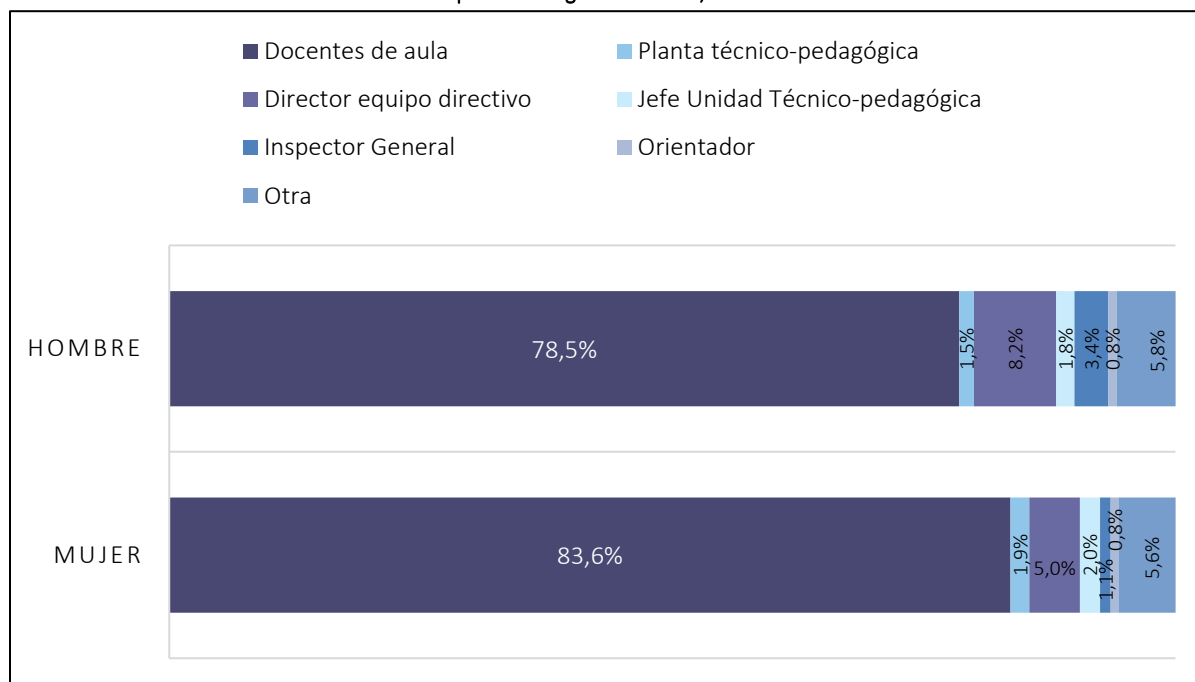 Docentes de aula
Planta técnico-pedagógica
Director equipo directivo
Jefe Unidad Técnico-pedagógica
Inspector General
Orientador
Otra
HOMBRE
78,5%
1,5%
8,2%
1,8%
3,4%
0,8%
5,8%
MUJER
83,6%
1,9%
5,0%
2,0%
1,1%
0,8%
5,6%